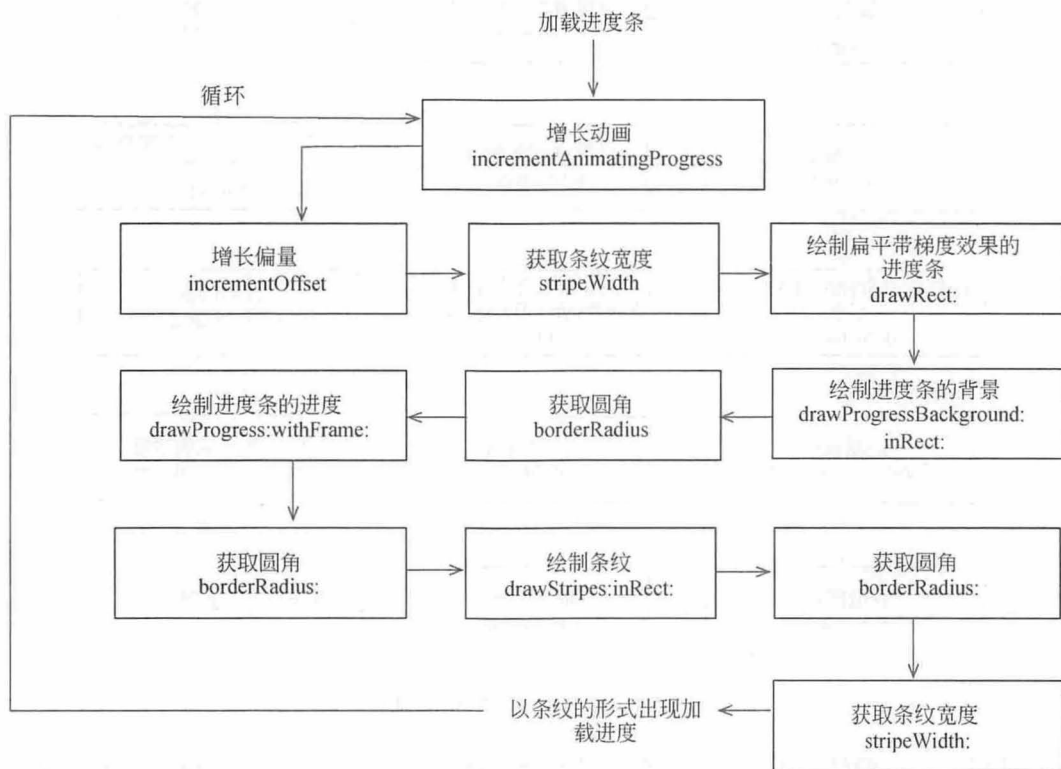 加载进度条
循环
增长动画
incrementAnimatingProgress
增长偏量
incrementOffset
获取条纹宽度
stripeWidth
绘制扁平带梯度效果的
进度条
drawRect:
绘制进度条的进度
drawProgress:withFrame:
获取圆角
borderRadius
绘制进度条的背景
drawProgressBackground:
inRect:
获取圆角
borderRadius:
绘制条纹
drawStripes:inRect:
获取圆角
borderRadius:
以条纹的形式出现加
载进度
获取条纹宽度
stripeWidth: